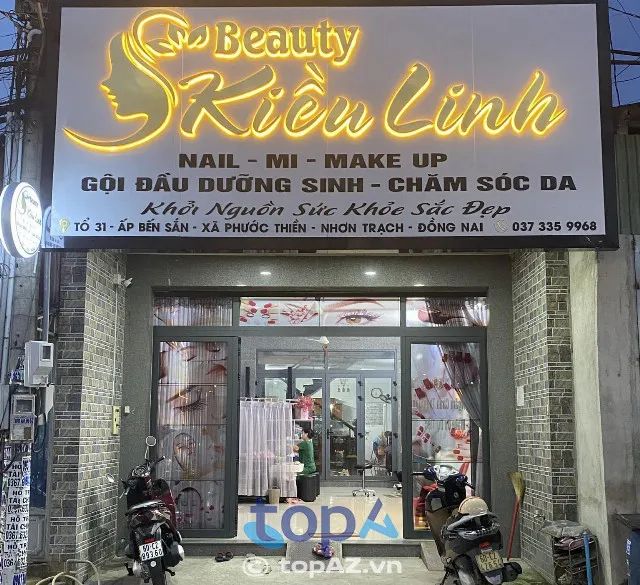 Beauty
Kiều Linh
NAIL - MI - MAKE UP
GỘI ĐẦU DƯỠNG SINH - CHĂM SÓC DA
Khởi Nguồn Sức Khỏe Sắc Đẹp
TỔ 31 - ẤP BẾN SẮN - XÃ PHƯỚC THIỀN - NHƠN TRẠCH - ĐỒNG NAI 037 335 9968
topA
topAZ.vn